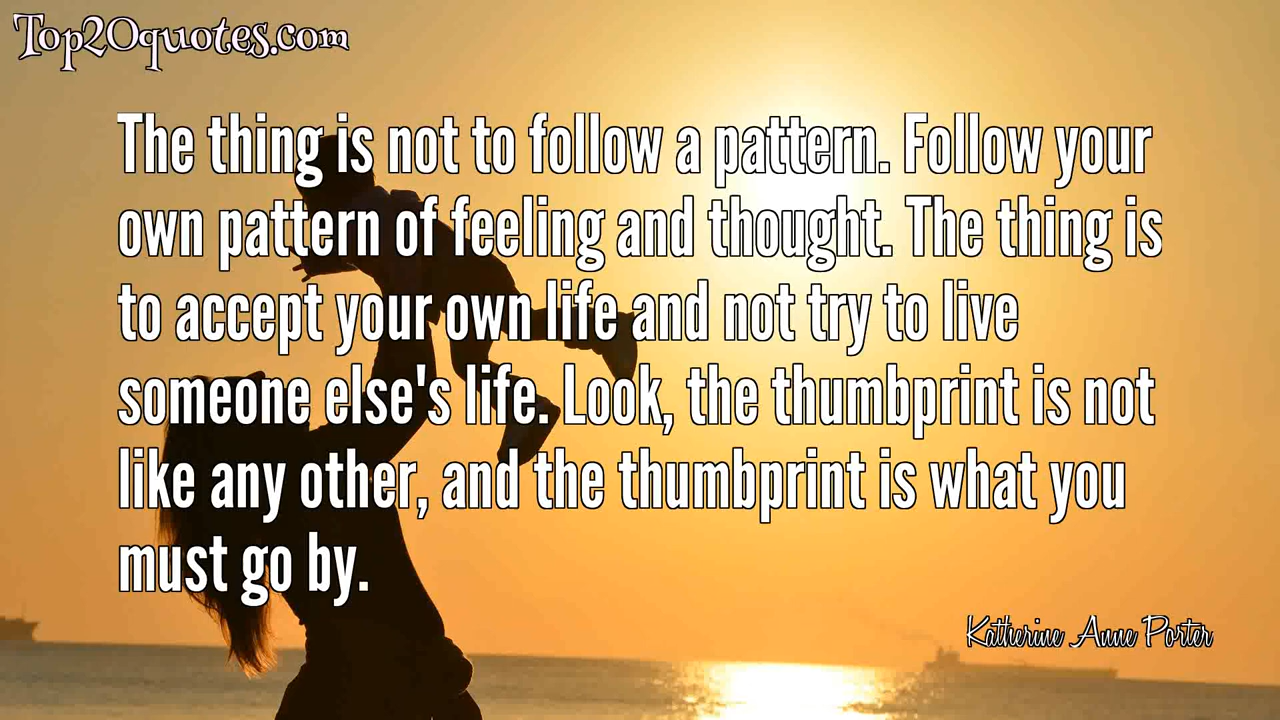 Top20quotes.com
The thing is not to follow a pattern. Follow your
own pattern of feeling and thought. The thing is
to accept your own life and not try to live
someone else's life. Look, the thumbprint is not
like any other, and the thumbprint is what you
must go by.
Katherine Anne Porter